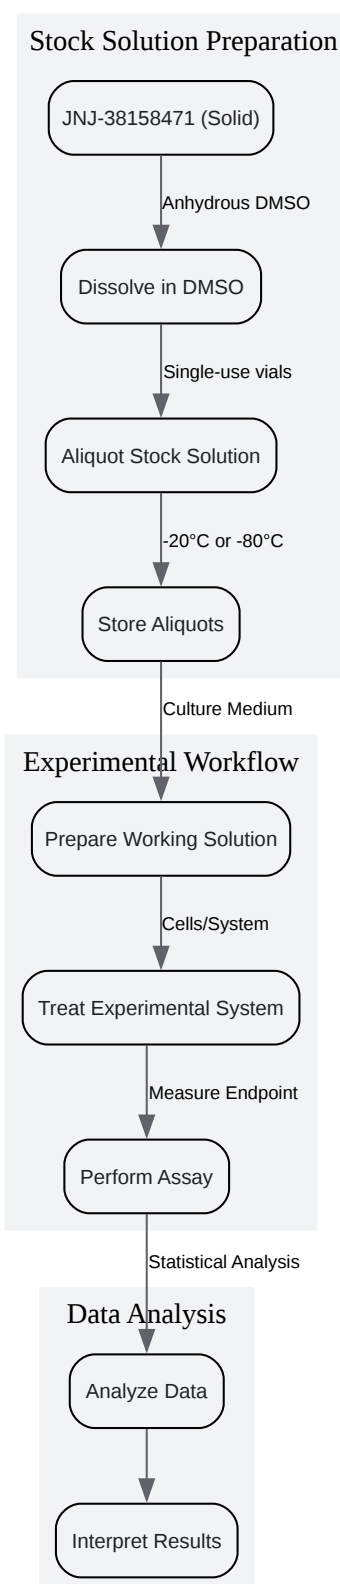 Stock Solution Preparation
JNJ-38158471 (Solid)
Anhydrous DMSO
Dissolve in DMSO
Single-use vials
Aliquot Stock Solution
-20°C or -80°C
Store Aliquots
Culture Medium
Experimental Workflow
Prepare Working Solution
Cells/System
Treat Experimental System
Measure Endpoint
Perform Assay
Statistical Analysis
Data Analysis
Analyze Data
Interpret Results